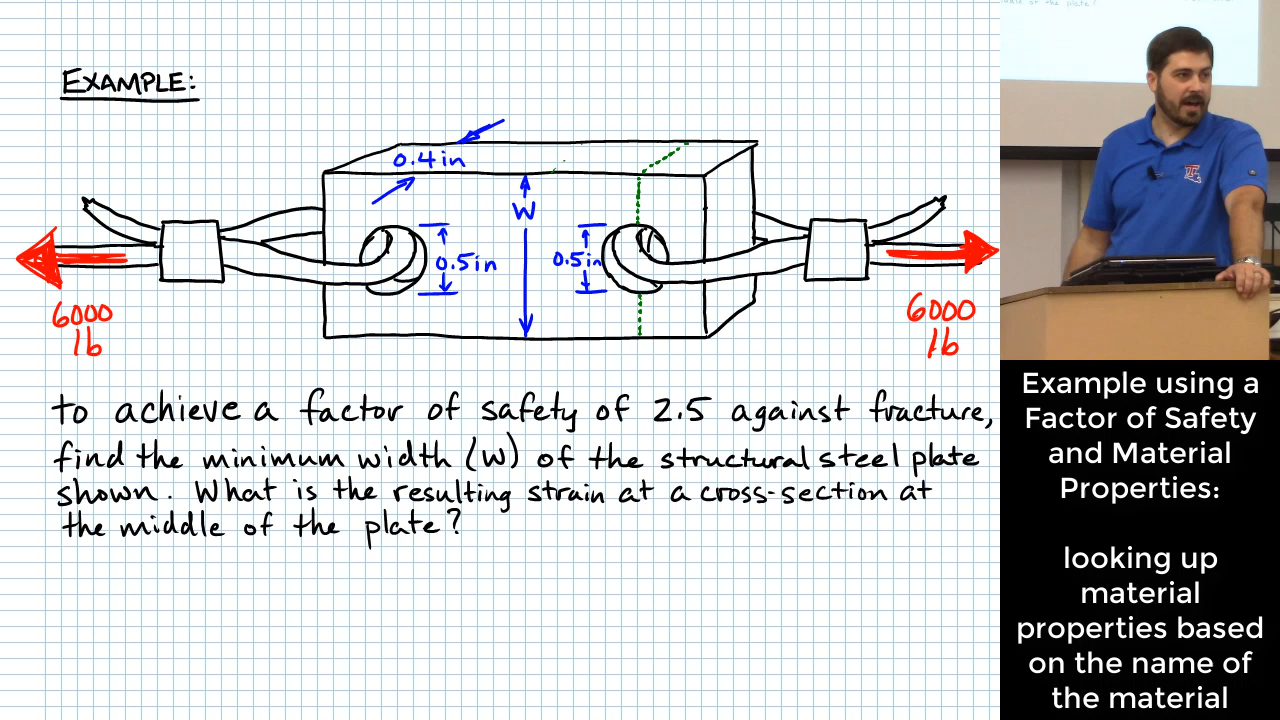 EXAMPLE:
0.4in
W
0.5in
0.5in
6000
lb
6000
lb
to achieve a factor of safety of 2.5 against fracture,
find the minimum width (w) of the structural steel plate
shown. What is the resulting strain at a cross-section at
the middle of the plate?
Example using a
Factor of Safety
and Material
Properties:
looking up
material
properties based
on the name of
the material